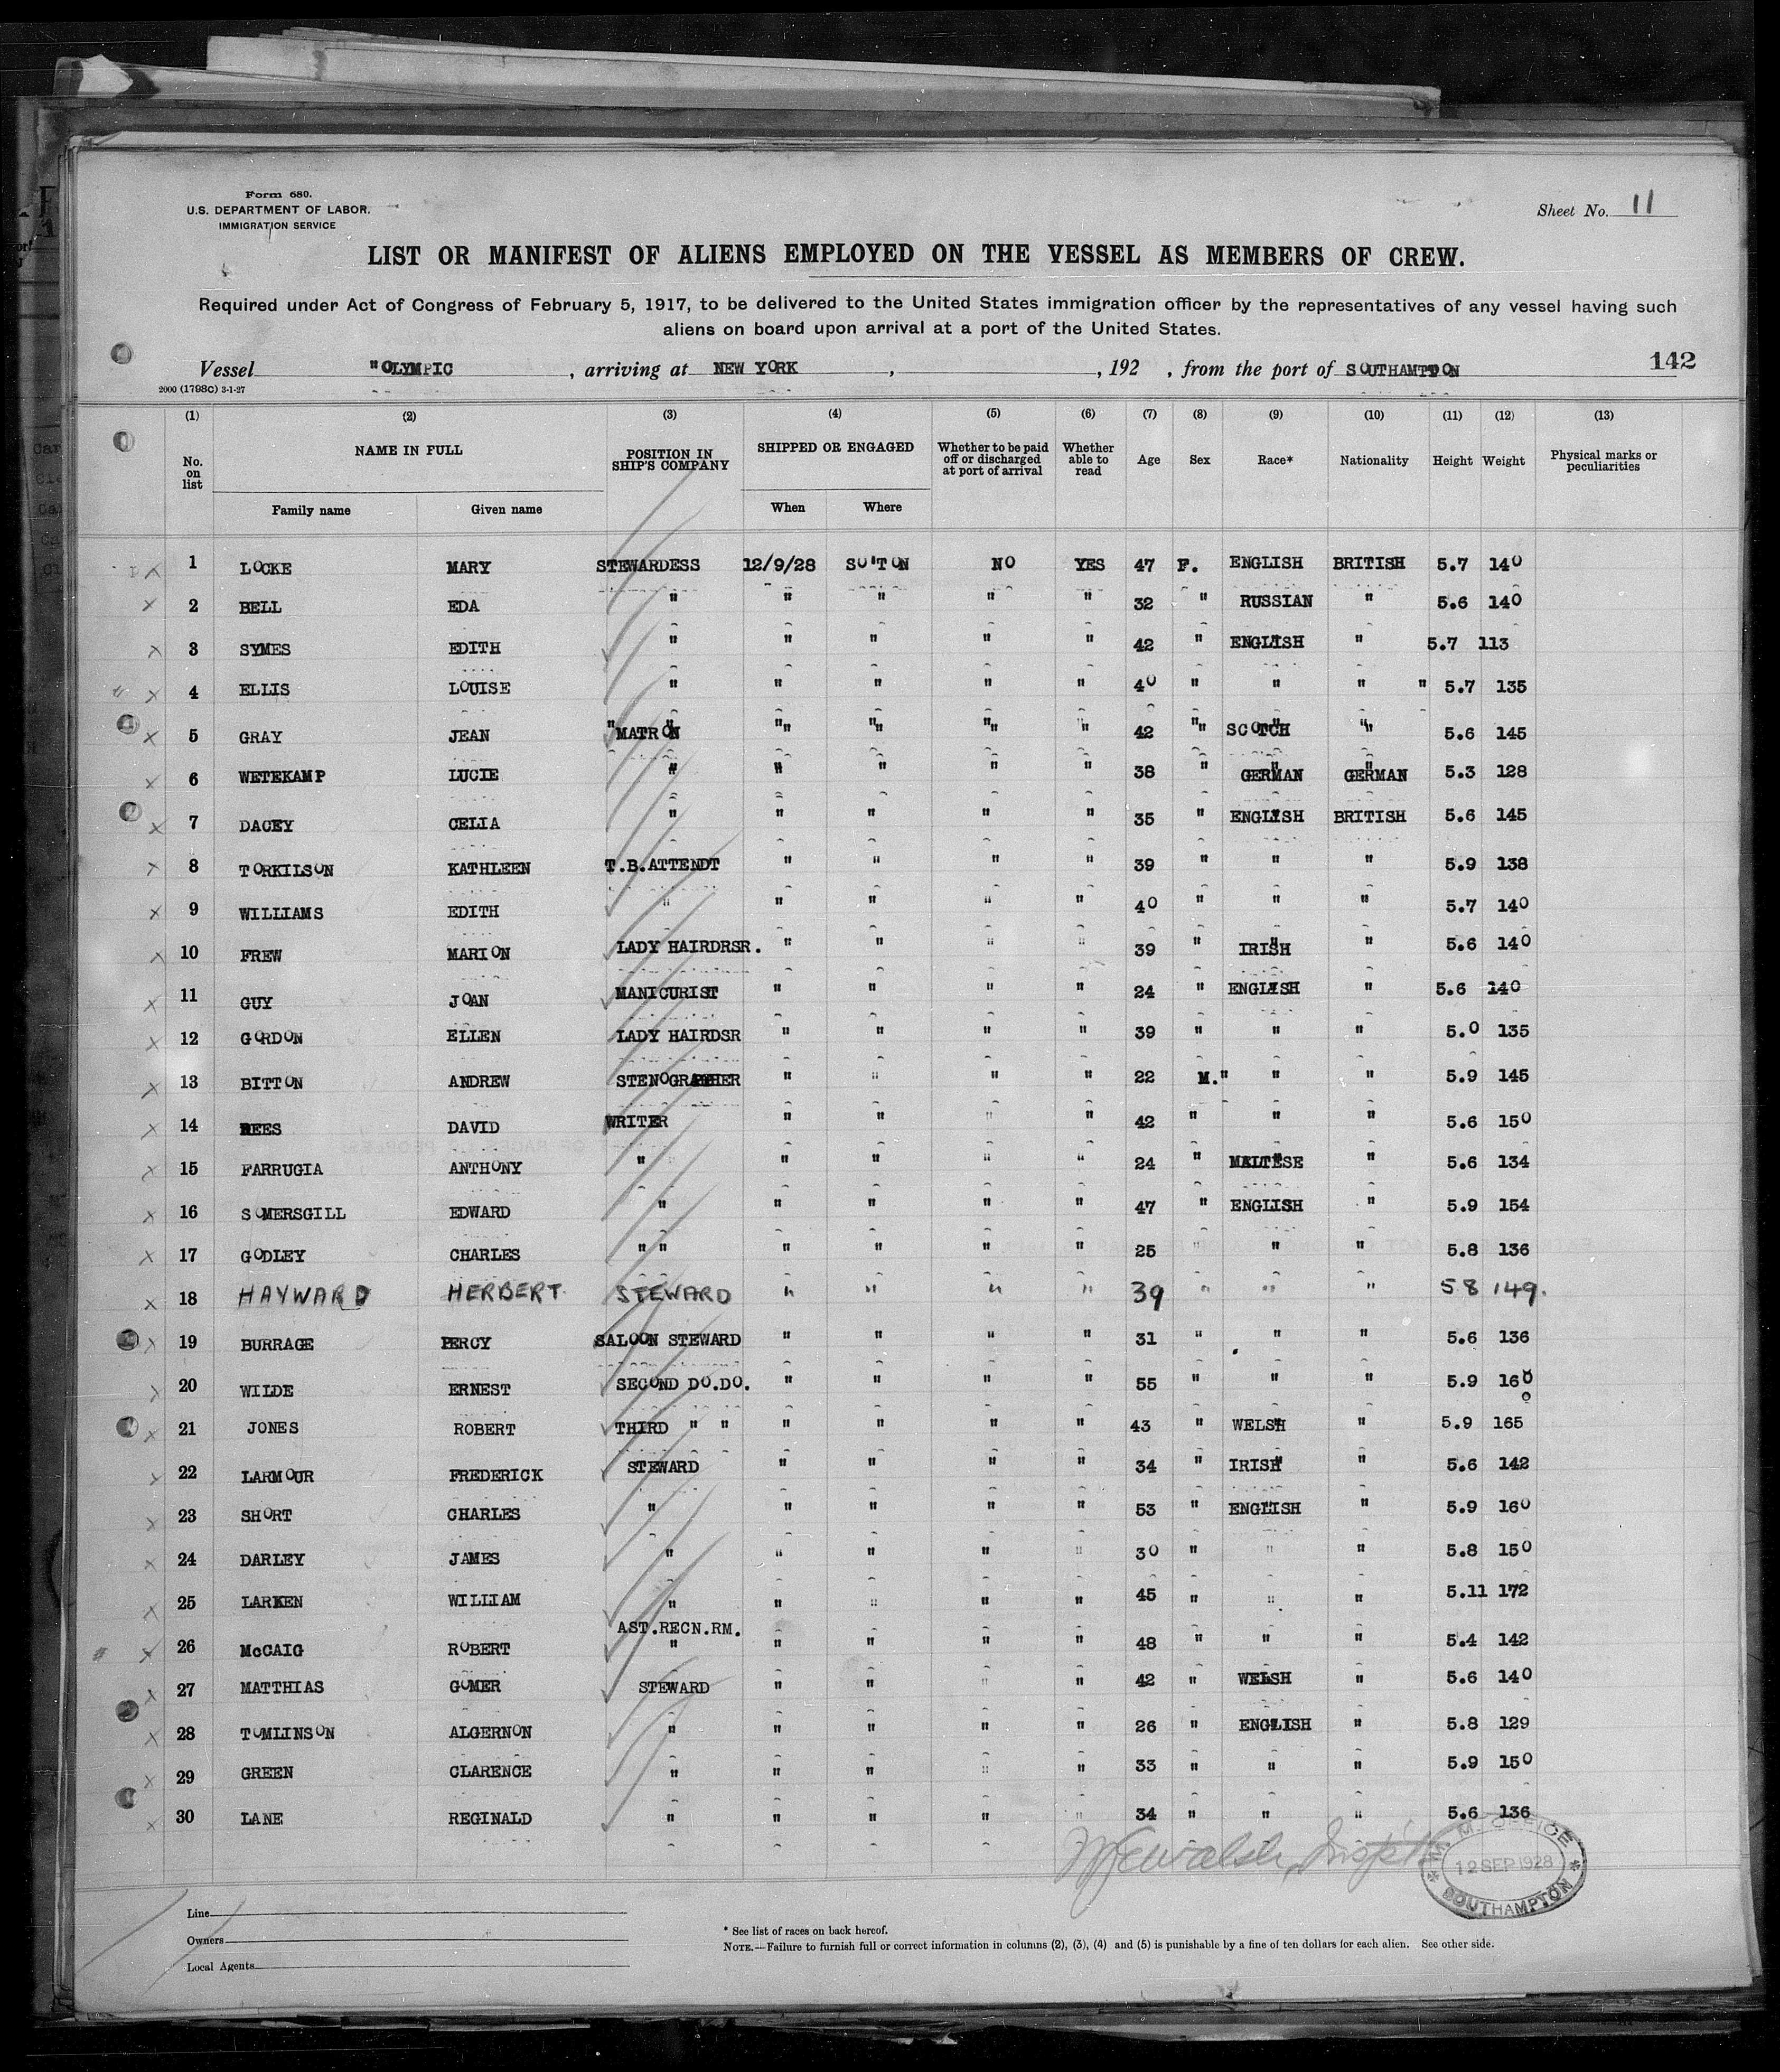 Form 680.
U.S. DEPARTMENT OF LABOR.
IMMIGRATION SERVICE
Sheet No. 11
LIST OR MANIFEST OF ALIENS EMPLOYED ON THE VESSEL AS MEMBERS OF CREW.
Required under Act of Congress of February 5, 1917, to be delivered to the United States immigration officer by the representatives of any vessel having such
aliens on board upon arrival at a port of the United States.
Vessel "OLYMPIC , arriving at NEW YORK , , 192 , from the port of SOUTHAMPTON 142
2000 (1798C) 3-1-27
(1) (2) (3) (4) (5) (6) (7) (8) (9) (10) (11) (12) (13)
No. on list NAME IN FULL POSITION IN SHIP'S COMPANY SHIPPED OR ENGAGED Whether to be paid off or discharged at port of arrival Whether able to read Age Sex Race* Nationality Height Weight Physical marks or peculiarities
Family name Given name When Where
1 LOCKE MARY STEWARDESS 12/9/28 SO'TON NO YES 47 F. ENGLISH BRITISH 5.7 140
2 BELL EDA " " " " " 32 " RUSSIAN " 5.6 140
3 SYMES EDITH " " " " " 42 " ENGLISH " 5.7 113
4 ELLIS LOUISE " " " " " 40 " " " " 5.7 135
5 GRAY JEAN "MATRON " " " " 42 " SCOTCH " 5.6 145
6 WETEKAMP LUCIE " " " " " 38 " GERMAN GERMAN 5.3 128
7 DACEY CELIA " " " " " 35 " ENGLISH BRITISH 5.6 145
8 TORKILSON KATHLEEN T.B.ATTENDT " " " " 39 " " " 5.9 138
9 WILLIAMS EDITH " " " " " 40 " " " 5.7 140
10 FREW MARION LADY HAIRDRSR. " " " " 39 " IRISH " 5.6 140
11 GUY JOAN MANICURIST " " " " 24 " ENGLISH " 5.6 140
12 GORDON ELLEN LADY HAIRDSR " " " " 39 " " " 5.0 135
13 BITTON ANDREW STENOGRAPHER " " " " 22 M." " " 5.9 145
14 REES DAVID WRITER " " " " 42 " " " 5.6 150
15 FARRUGIA ANTHONY " " " " " 24 " MALTESE " 5.6 134
16 SOMERSGILL EDWARD " " " " " 47 " ENGLISH " 5.9 154
17 GODLEY CHARLES " " " " " " 25 " " " 5.8 136
18 HAYWARD HERBERT STEWARD " " " " 39 " " " 5 8 149.
19 BURRAGE PERCY SALOON STEWARD " " " " 31 " " " 5.6 136
20 WILDE ERNEST SECOND DO.DO. " " " " 55 " " " 5.9 160
21 JONES ROBERT THIRD " " " " " " 43 " WELSH " 5.9 165
22 LARMOUR FREDERICK STEWARD " " " " 34 " IRISH " 5.6 142
23 SHORT CHARLES " " " " " 53 " ENGLISH " 5.9 160
24 DARLEY JAMES " " " " " 30 " " " 5.8 150
25 LARKEN WILLIAM " " " " " 45 " " " 5.11 172
AST.RECN.RM.
26 McCAIG ROBERT " " " " " 48 " " " 5.4 142
27 MATTHIAS GOMER STEWARD " " " " 42 " WELSH " 5.6 140
28 TOMLINSON ALGERNON " " " " " 26 " ENGLISH " 5.8 129
29 GREEN CLARENCE " " " " " 33 " " " 5.9 150
30 LANE REGINALD " " " " " 34 " " " 5.6 136
M. M. OFFICE
12 SEP 1928
SOUTHAMPTON
Line
Owners
Local Agents
* See list of races on back hereof.
NOTE.—Failure to furnish full or correct information in columns (2), (3), (4) and (5) is punishable by a fine of ten dollars for each alien. See other side.